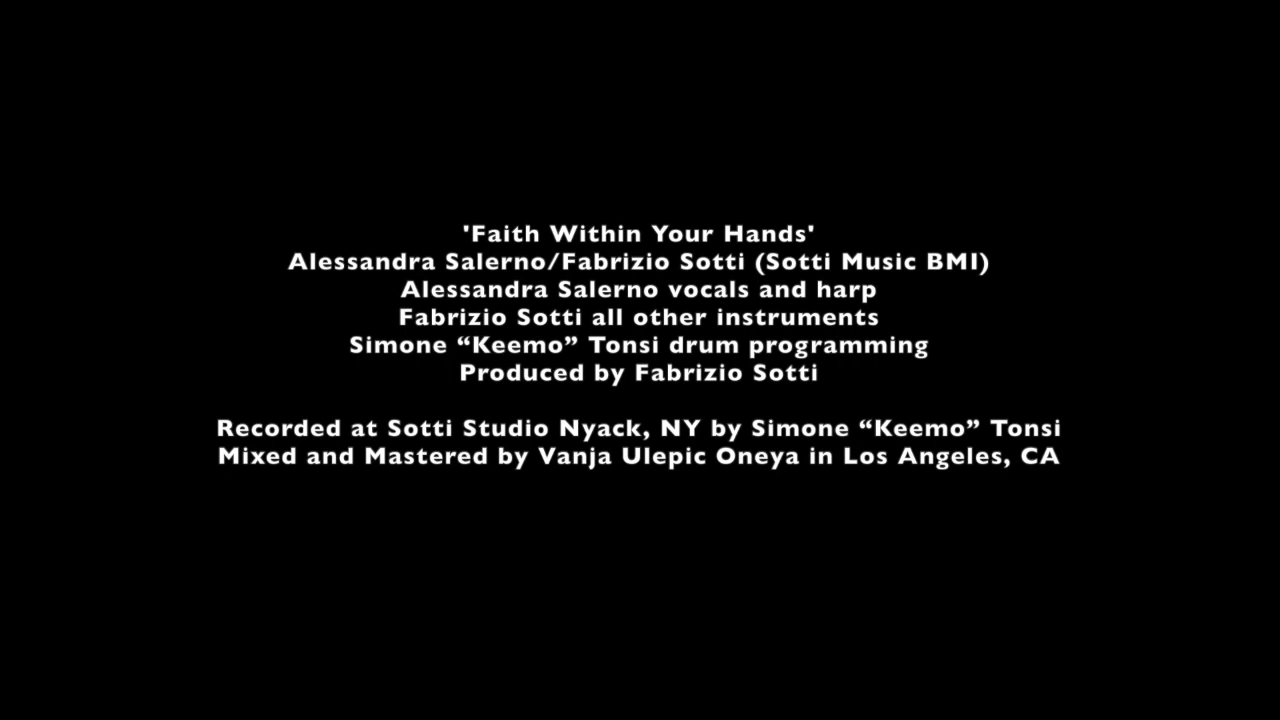 'Faith Within Your Hands'
Alessandra Salerno/Fabrizio Sotti (Sotti Music BMI)
Alessandra Salerno vocals and harp
Fabrizio Sotti all other instruments
Simone “Keemo” Tonsi drum programming
Produced by Fabrizio Sotti
Recorded at Sotti Studio Nyack, NY by Simone “Keemo” Tonsi
Mixed and Mastered by Vanja Ulepic Oneya in Los Angeles, CA